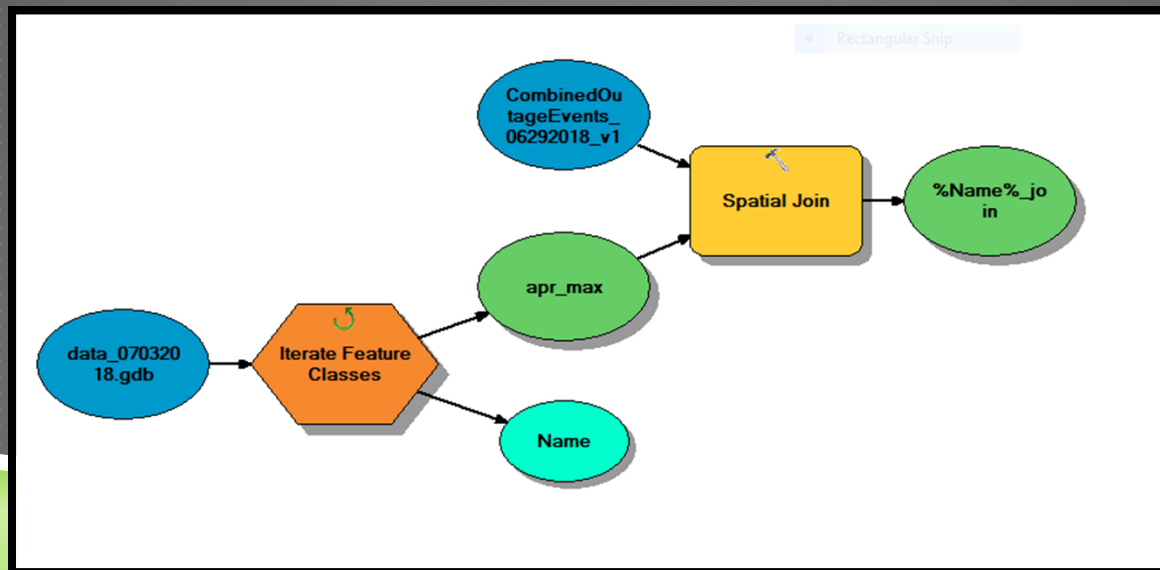 Rectangular Snip
CombinedOu
tageEvents_
06292018_v1
Spatial Join
%Name%_jo
in
apr_max
data_070320
18.gdb
Iterate Feature
Classes
Name